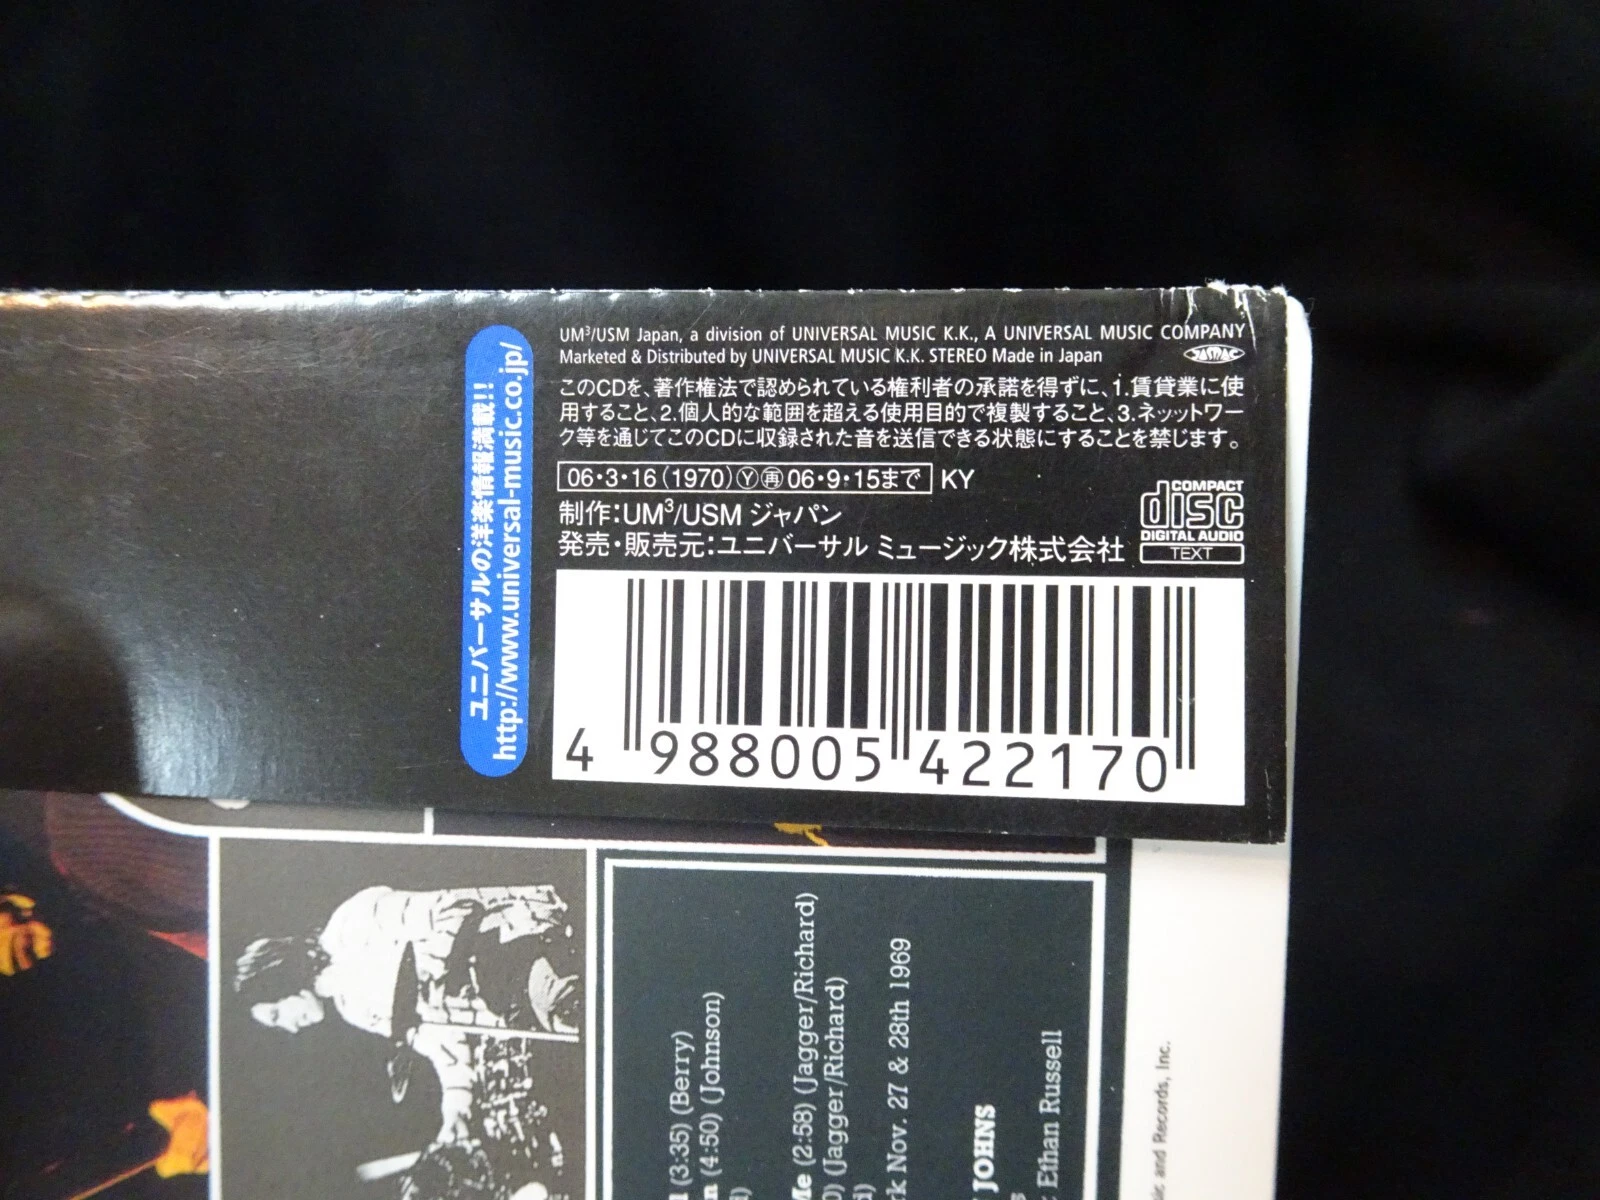 UM³/USM Japan, a division of UNIVERSAL MUSIC K.K., A UNIVERSAL MUSIC COMPANY
Marketed & Distributed by UNIVERSAL MUSIC K.K. STEREO Made in Japan
JASRAC
このCDを、著作権法で認められている権利者の承諾を得ずに、1.賃貸業に使
用すること、2.個人的な範囲を超える使用目的で複製すること、3.ネットワー
ク等を通じてこのCDに収録された音を送信できる状態にすることを禁じます。
06・3・16(1970)Ⓨ㊢06・9・15まで KY
制作:UM³/USM ジャパン
発売・販売元:ユニバーサル ミュージック株式会社
COMPACT
disc
DIGITAL AUDIO
TEXT
4 988005 422170
ユニバーサルの洋楽情報満載!!
http://www.universal-music.co.jp/
(3:35) (Berry)
(4:50) (Johnson)
Me (2:58) (Jagger/Richard)
(Jagger/Richard)
Nov. 27 & 28th 1969
JOHNS
Ethan Russell
and Records, Inc.